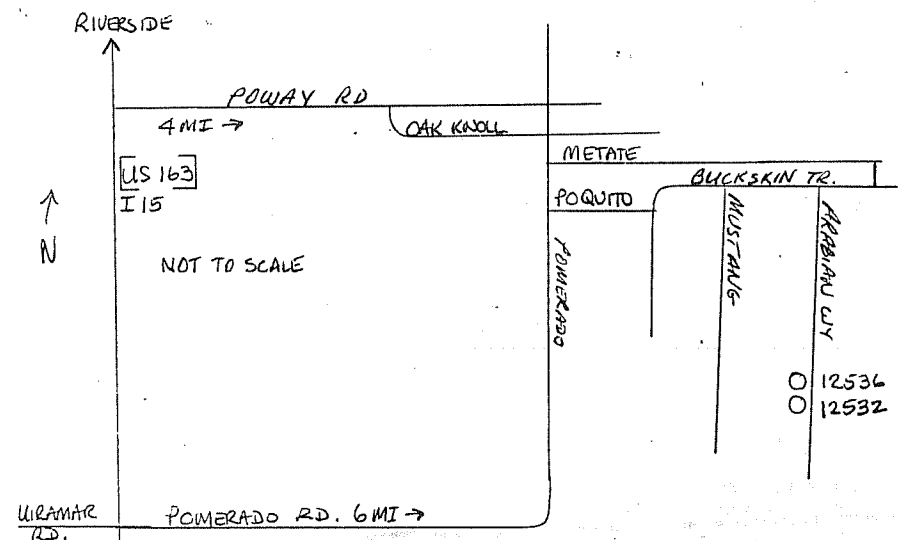 RIVERSIDE
POWAY RD
4 MI →
OAK KNOLL
METATE
US 163
I 15
BUCKSKIN TR.
POQUITO
N
MUSTANG
ARABIAN WY
NOT TO SCALE
POMERADO
12536
12532
MIRAMAR
RD.
POMERADO RD. 6 MI →